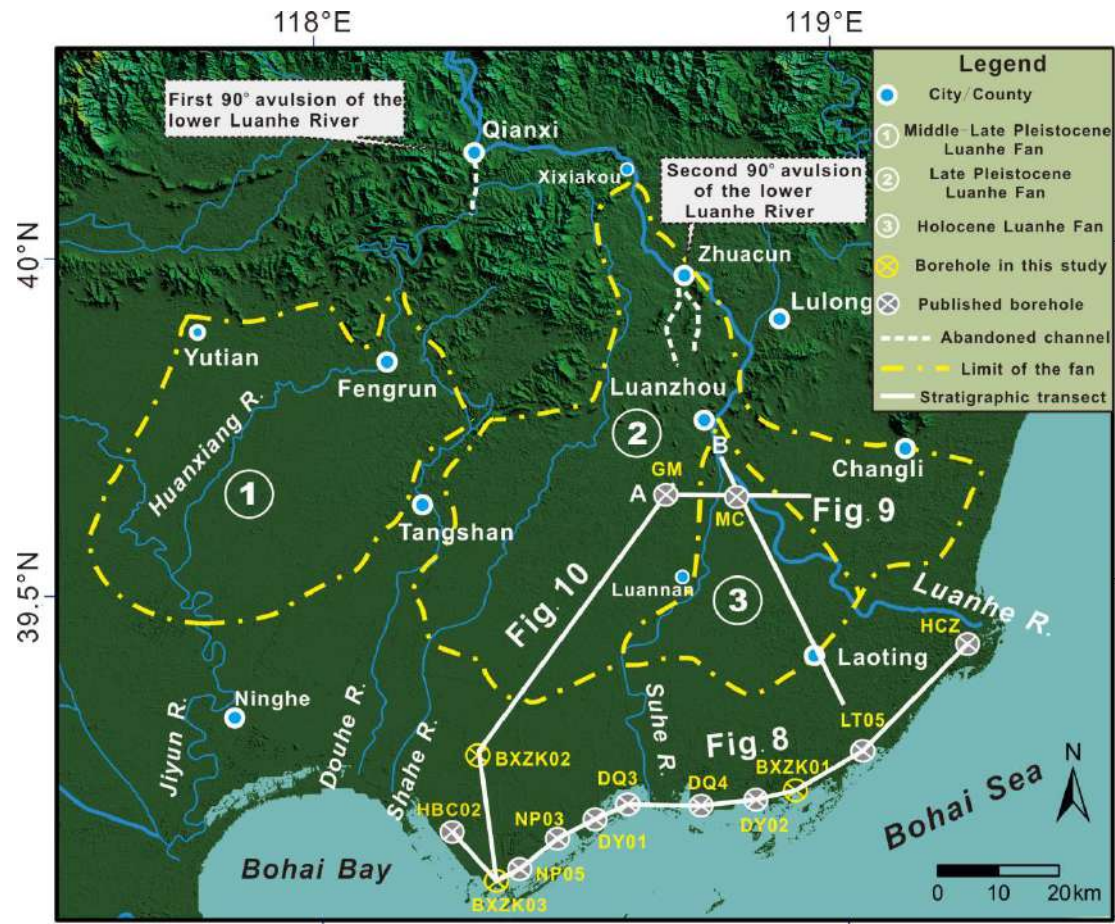 118°E
119°E
First 90° avulsion of the
lower Luanhe River
Qianxi
Xixiakou
Second 90° avulsion
of the lower
Luanhe River
Zhuacun
Lulong
40°N
39.5°N
Yutian
Fengrun
Luanzhou
Huanxiang R.
1
2
3
B
GM
A
MC
Changli
Fig. 9
Tangshan
Fig. 10
Luannan
Luanhe R.
HCZ
Laoting
Ninghe
Jiyun R.
Douhe R.
Shahe R.
Suhe R.
LT05
Fig. 8
BXZK01
BXZK02
DQ3
DQ4
HBC02
NP03
DY01
DY02
NP05
BXZK03
Bohai Bay
Bohai Sea
N
0 10 20 km
Legend
City/County
1 Middle-Late Pleistocene
Luanhe Fan
2 Late Pleistocene
Luanhe Fan
3 Holocene Luanhe Fan
Borehole in this study
Published borehole
Abandoned channel
Limit of the fan
Stratigraphic transect